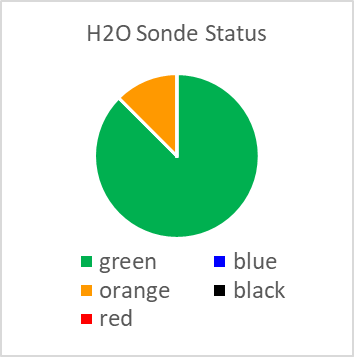 H2O Sonde Status
green blue
orange black
red